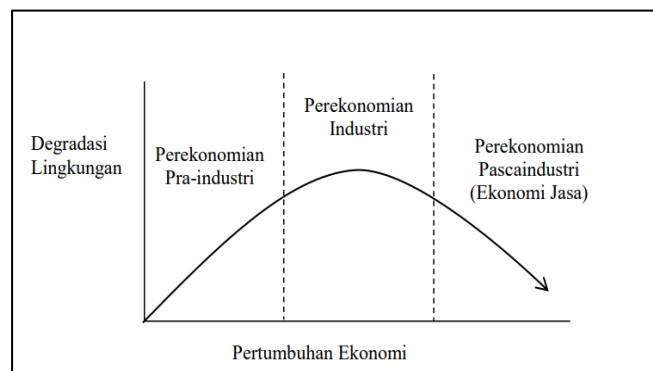 Degradasi
Lingkungan
Perekonomian
Pra-industri
Perekonomian
Industri
Perekonomian
Pascaindustri
(Ekonomi Jasa)
Pertumbuhan Ekonomi